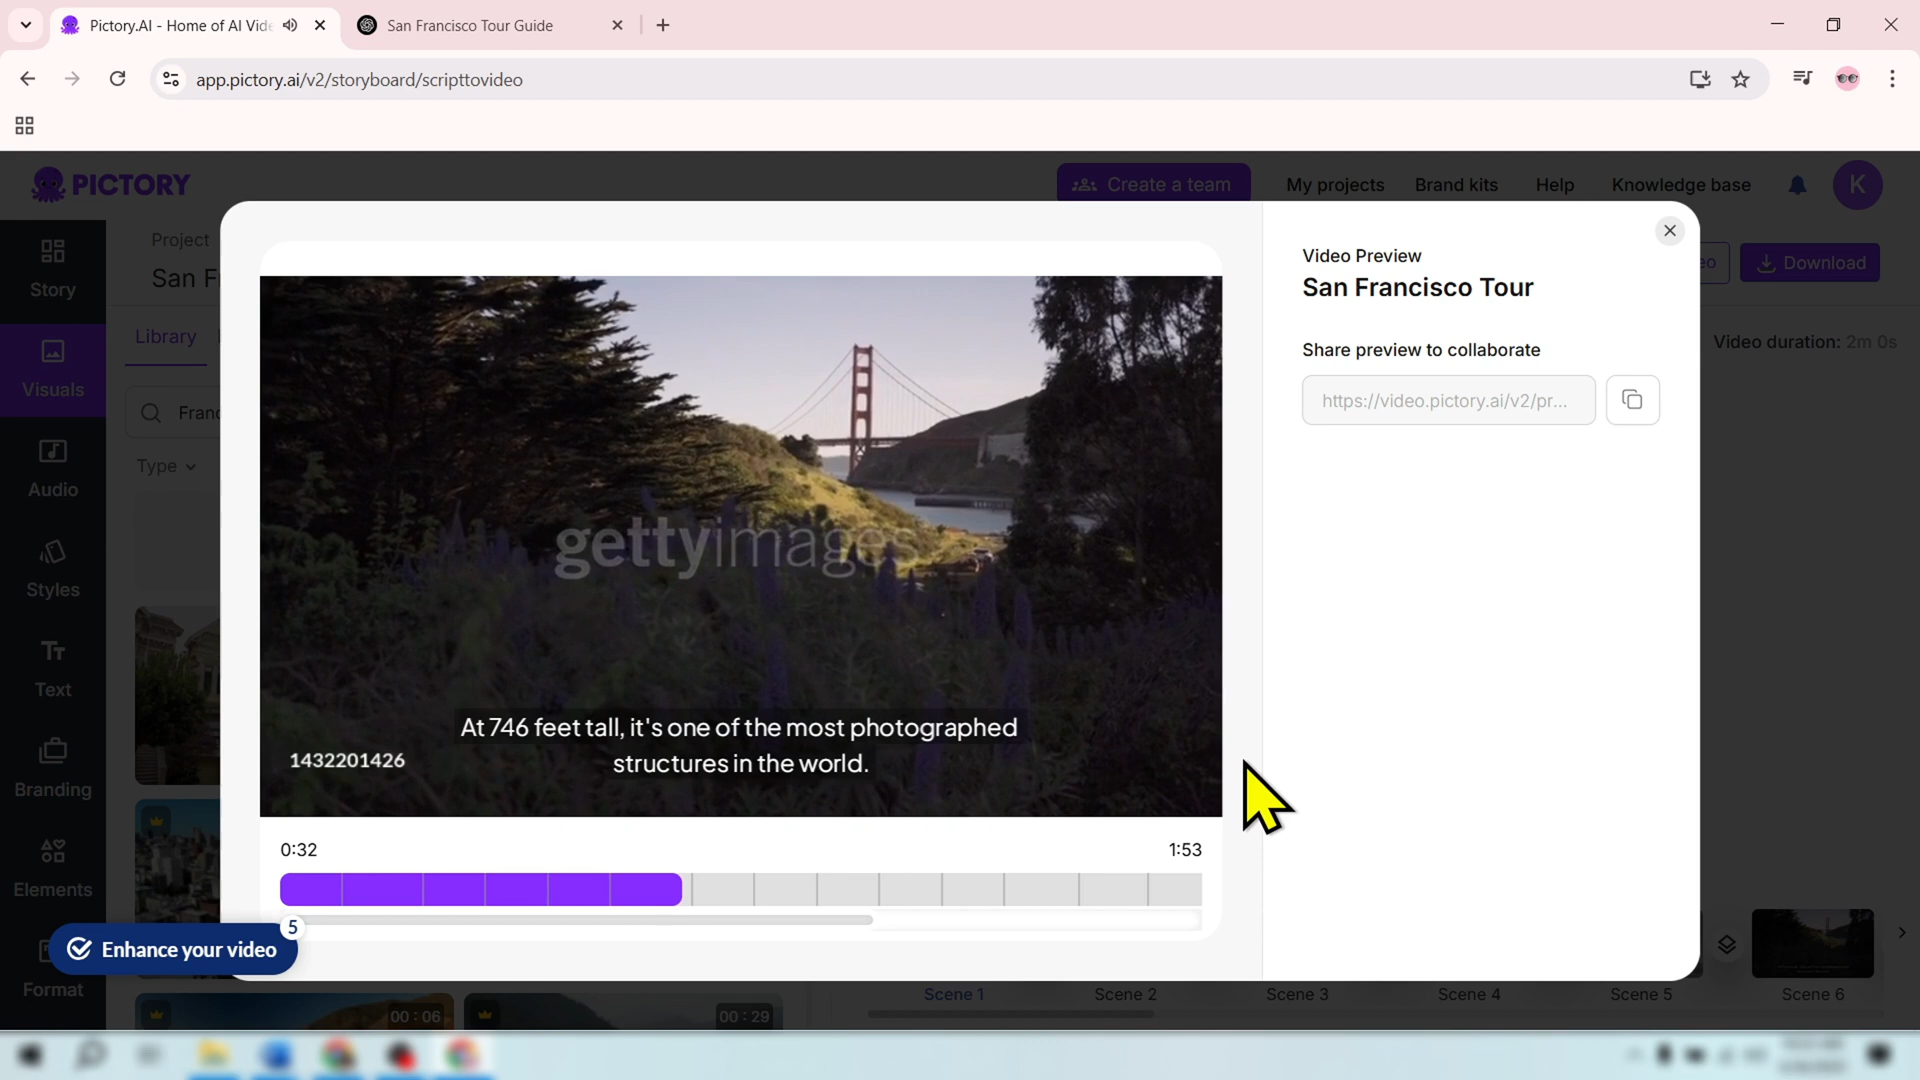 Pictory.AI - Home of AI Vide
San Francisco Tour Guide
app.pictory.ai/v2/storyboard/scripttovideo
PICTORY
Create a team
My projects
Brand kits
Help
Knowledge base
K
Story
Visuals
Audio
Styles
Text
Branding
Elements
Format
Project
San F
Library
Franc
Type
Download
Video duration: 2m 0s
gettyimages
1432201426
At 746 feet tall, it's one of the most photographed
structures in the world.
0:32
1:53
Video Preview
San Francisco Tour
Share preview to collaborate
https://video.pictory.ai/v2/pr...
5
Enhance your video
00:06
00:29
Scene 1
Scene 2
Scene 3
Scene 4
Scene 5
Scene 6